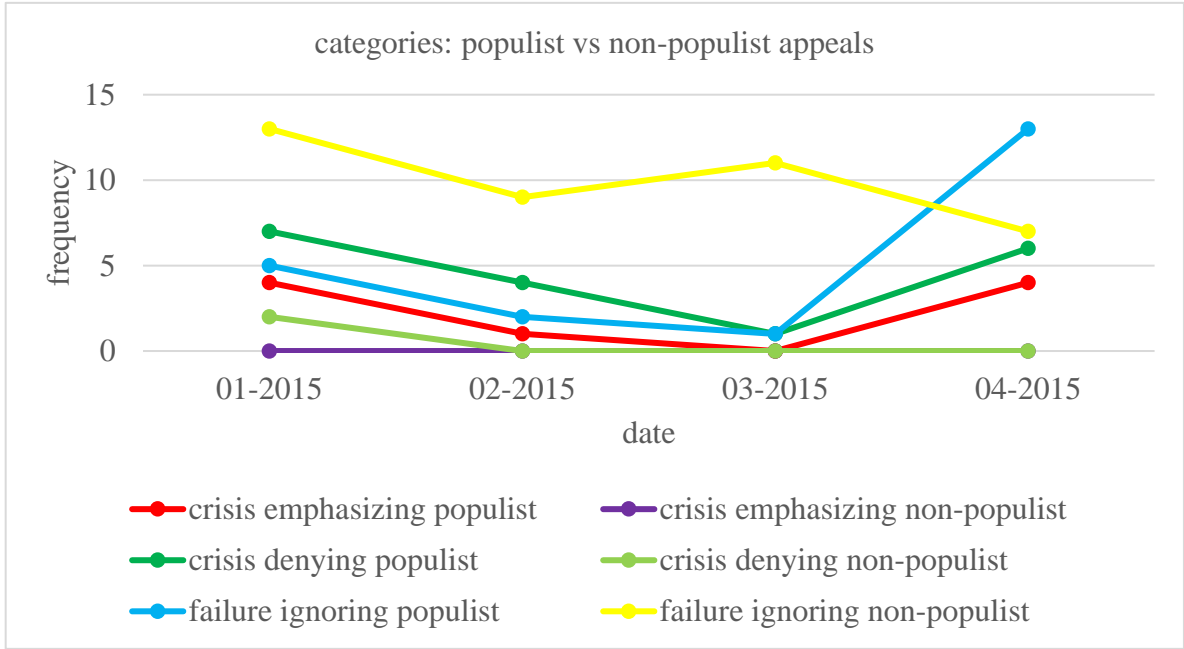 categories: populist vs non-populist appeals
15
10
5
0
frequency
01-2015 02-2015 03-2015 04-2015
date
crisis emphasizing populist
crisis emphasizing non-populist
crisis denying populist
crisis denying non-populist
failure ignoring populist
failure ignoring non-populist